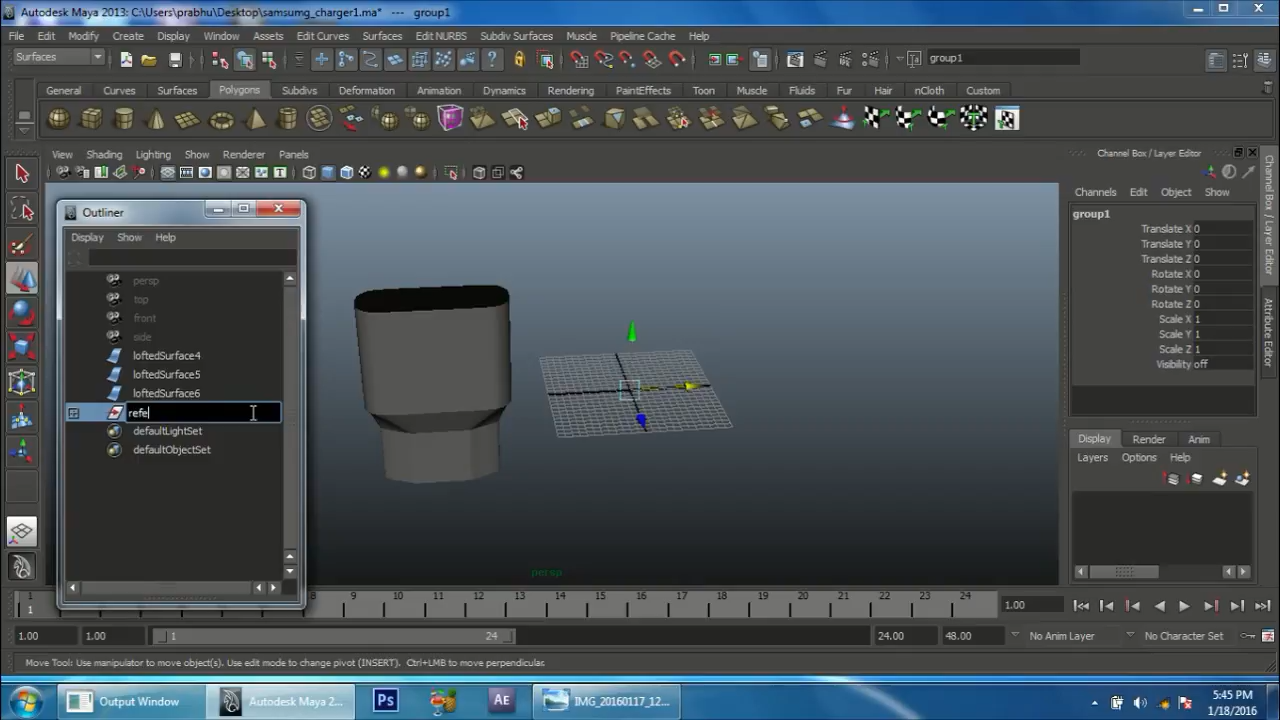 Autodesk Maya 2013: C:\Users\prabhu\Desktop\samsumg_charger1.ma* --- group1
File Edit Modify Create Display Window Assets Edit Curves Surfaces Edit NURBS Subdiv Surfaces Muscle Pipeline Cache Help
Surfaces group1
General Curves Surfaces Polygons Subdivs Deformation Animation Dynamics Rendering PaintEffects Toon Muscle Fluids Fur Hair nCloth Custom
View Shading Lighting Show Renderer Panels
Channel Box / Layer Editor
Channels Edit Object Show
group1
Translate X 0
Translate Y 0
Translate Z 0
Rotate X 0
Rotate Y 0
Rotate Z 0
Scale X 1
Scale Y 1
Scale Z 1
Visibility off
Channel Box / Layer Editor
Attribute Editor
Outliner
Display Show Help
persp
top
front
side
loftedSurface4
loftedSurface5
loftedSurface6
refe
defaultLightSet
defaultObjectSet
persp
Display Render Anim
Layers Options Help
1 8 9 10 11 12 13 14 15 16 17 18 19 20 21 22 23 24
1 1.00
1.00 1.00 1 24 24.00 48.00 No Anim Layer No Character Set
Move Tool: Use manipulator to move object(s). Use edit mode to change pivot (INSERT). Ctrl+LMB to move perpendicular.
Output Window Autodesk Maya 2... Ps AE IMG_20160117_12...
5:45 PM
1/18/2016